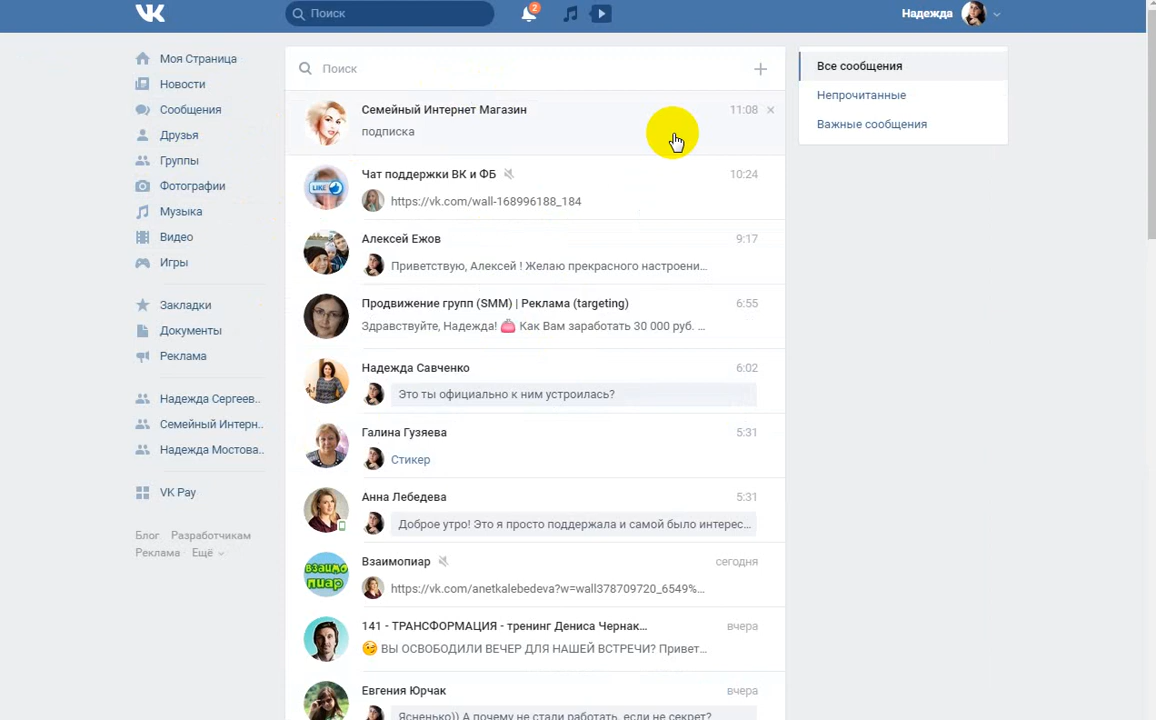 VK
Поиск
2
Надежда
Моя Страница
Новости
Сообщения
Друзья
Группы
Фотографии
Музыка
Видео
Игры
Закладки
Документы
Реклама
Надежда Сергеев..
Семейный Интерн..
Надежда Мостова..
VK Pay
Блог Разработчикам
Реклама Ещё
Поиск
Семейный Интернет Магазин 11:08
подписка
Чат поддержки ВК и ФБ 10:24
LIKE
https://vk.com/wall-168996188_184
Алексей Ежов 9:17
Приветствую, Алексей ! Желаю прекрасного настроени...
Продвижение групп (SMM) | Реклама (targeting) 6:55
Здравствуйте, Надежда! 👛 Как Вам заработать 30 000 руб. ...
Надежда Савченко 6:02
Это ты официально к ним устроилась?
Галина Гузяева 5:31
Стикер
Анна Лебедева 5:31
Доброе утро! Это я просто поддержала и самой было интерес...
Взаимопиар сегодня
взаимо
пиар
https://vk.com/anetkalebedeva?w=wall378709720_6549%...
141 - ТРАНСФОРМАЦИЯ - тренинг Дениса Чернак... вчера
😉 ВЫ ОСВОБОДИЛИ ВЕЧЕР ДЛЯ НАШЕЙ ВСТРЕЧИ? Привет...
Евгения Юрчак вчера
Ясненько)) А почему не стали работать, если не секрет?
Все сообщения
Непрочитанные
Важные сообщения